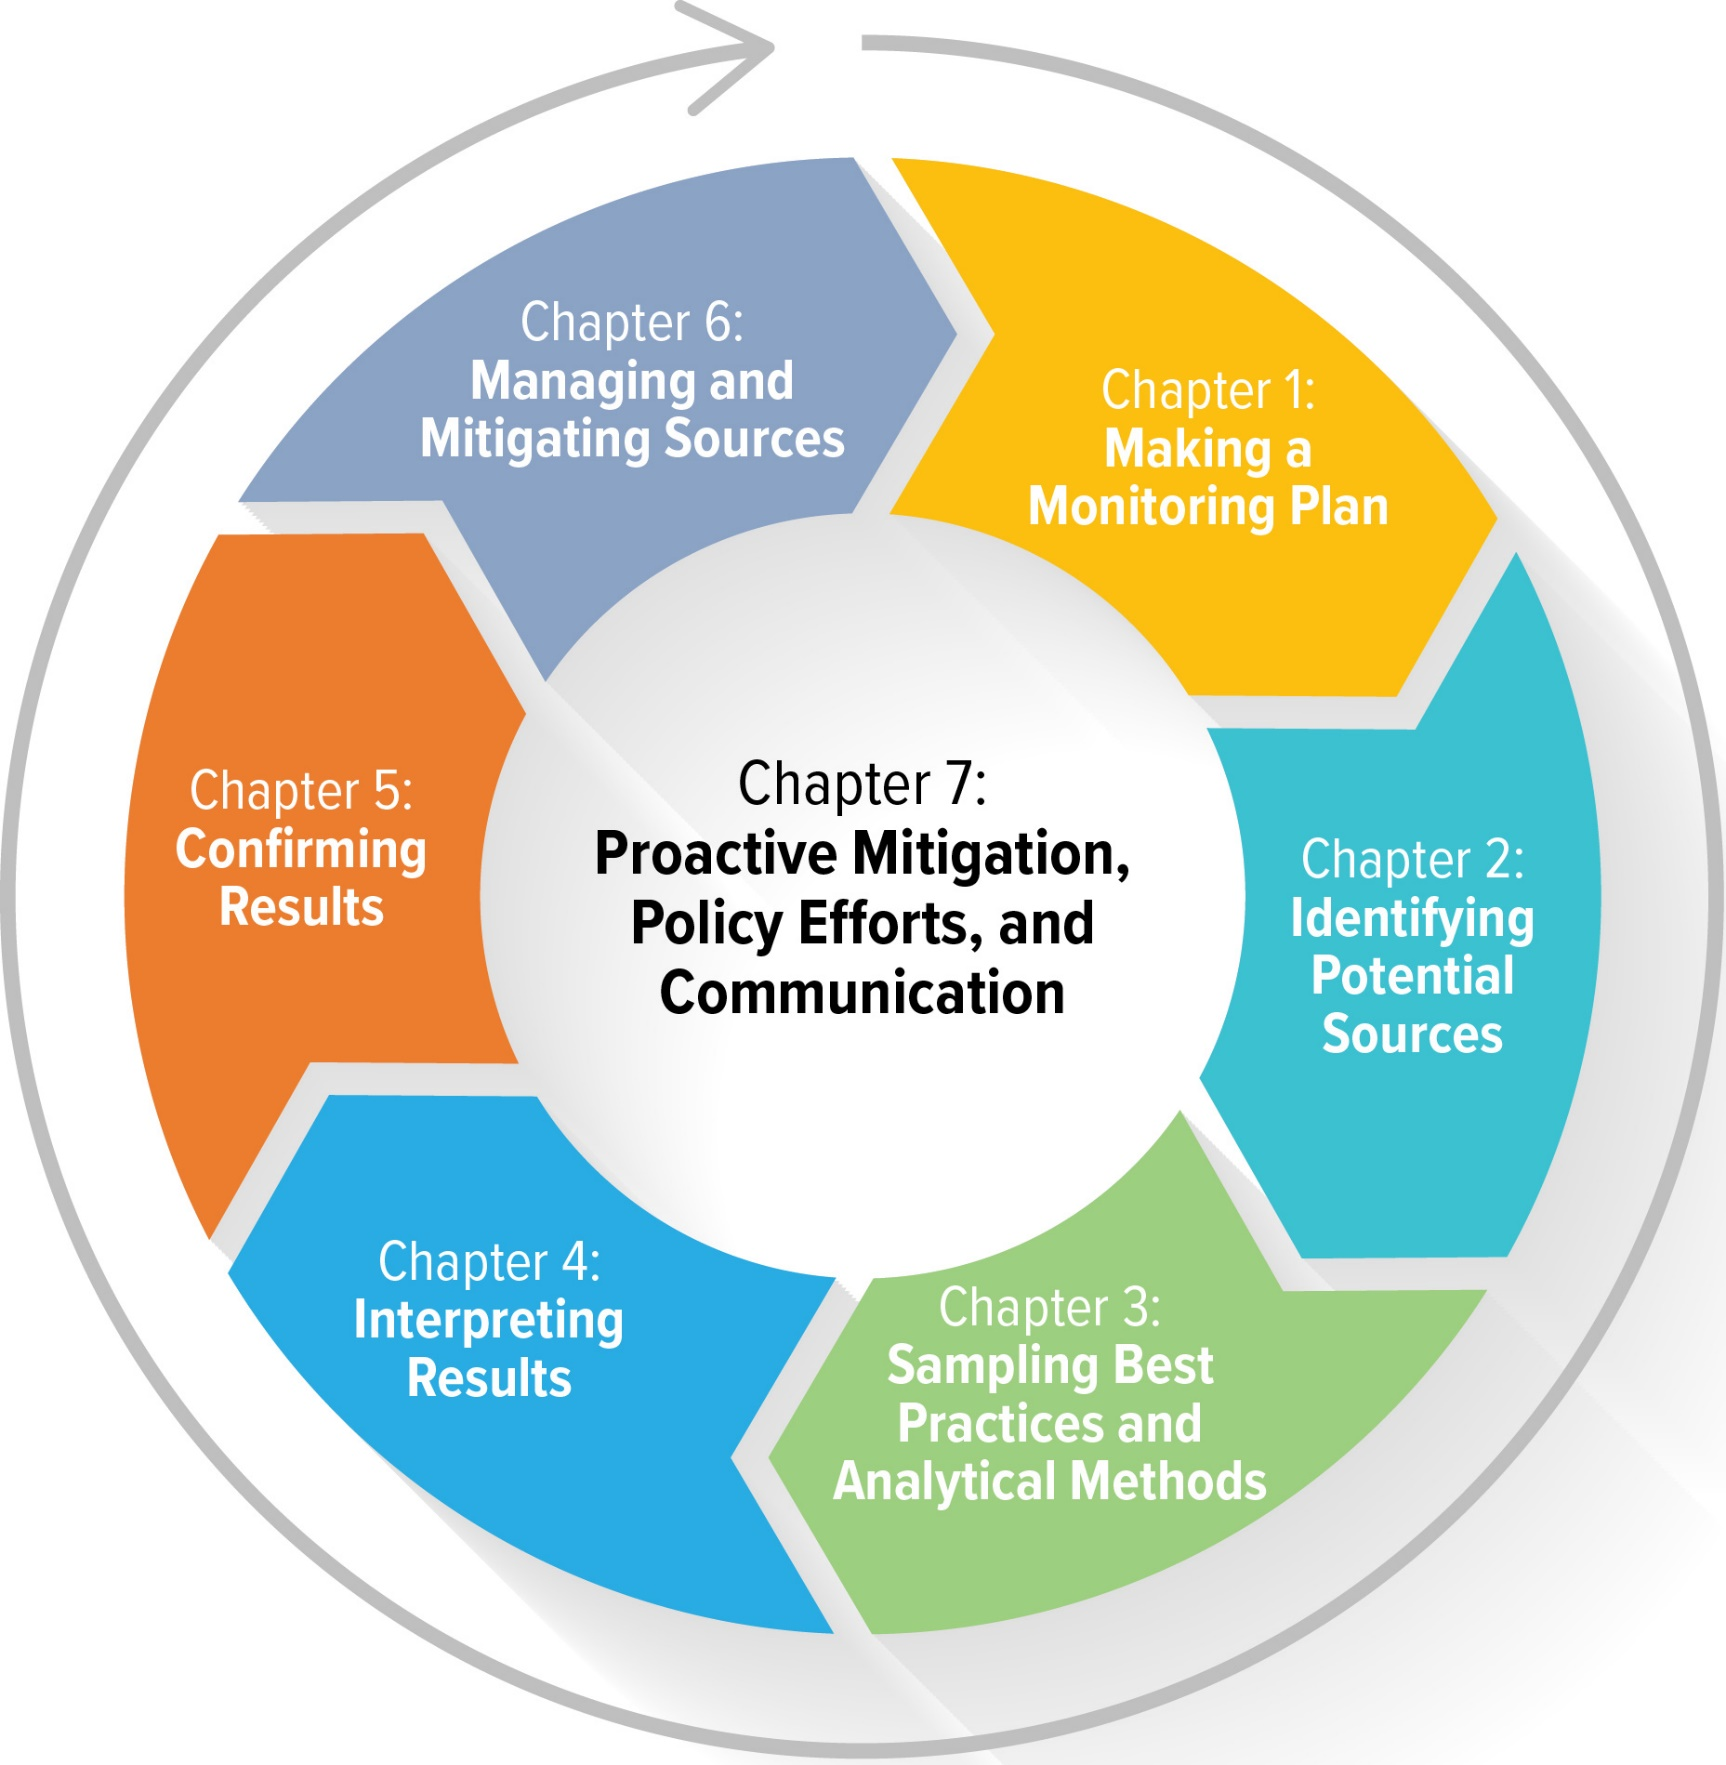 Chapter 1:
Making a
Monitoring Plan
Chapter 2:
Identifying
Potential
Sources
Chapter 3:
Sampling Best
Practices and
Analytical Methods
Chapter 4:
Interpreting
Results
Chapter 5:
Confirming
Results
Chapter 6:
Managing and
Mitigating Sources
Chapter 7:
Proactive Mitigation,
Policy Efforts, and
Communication